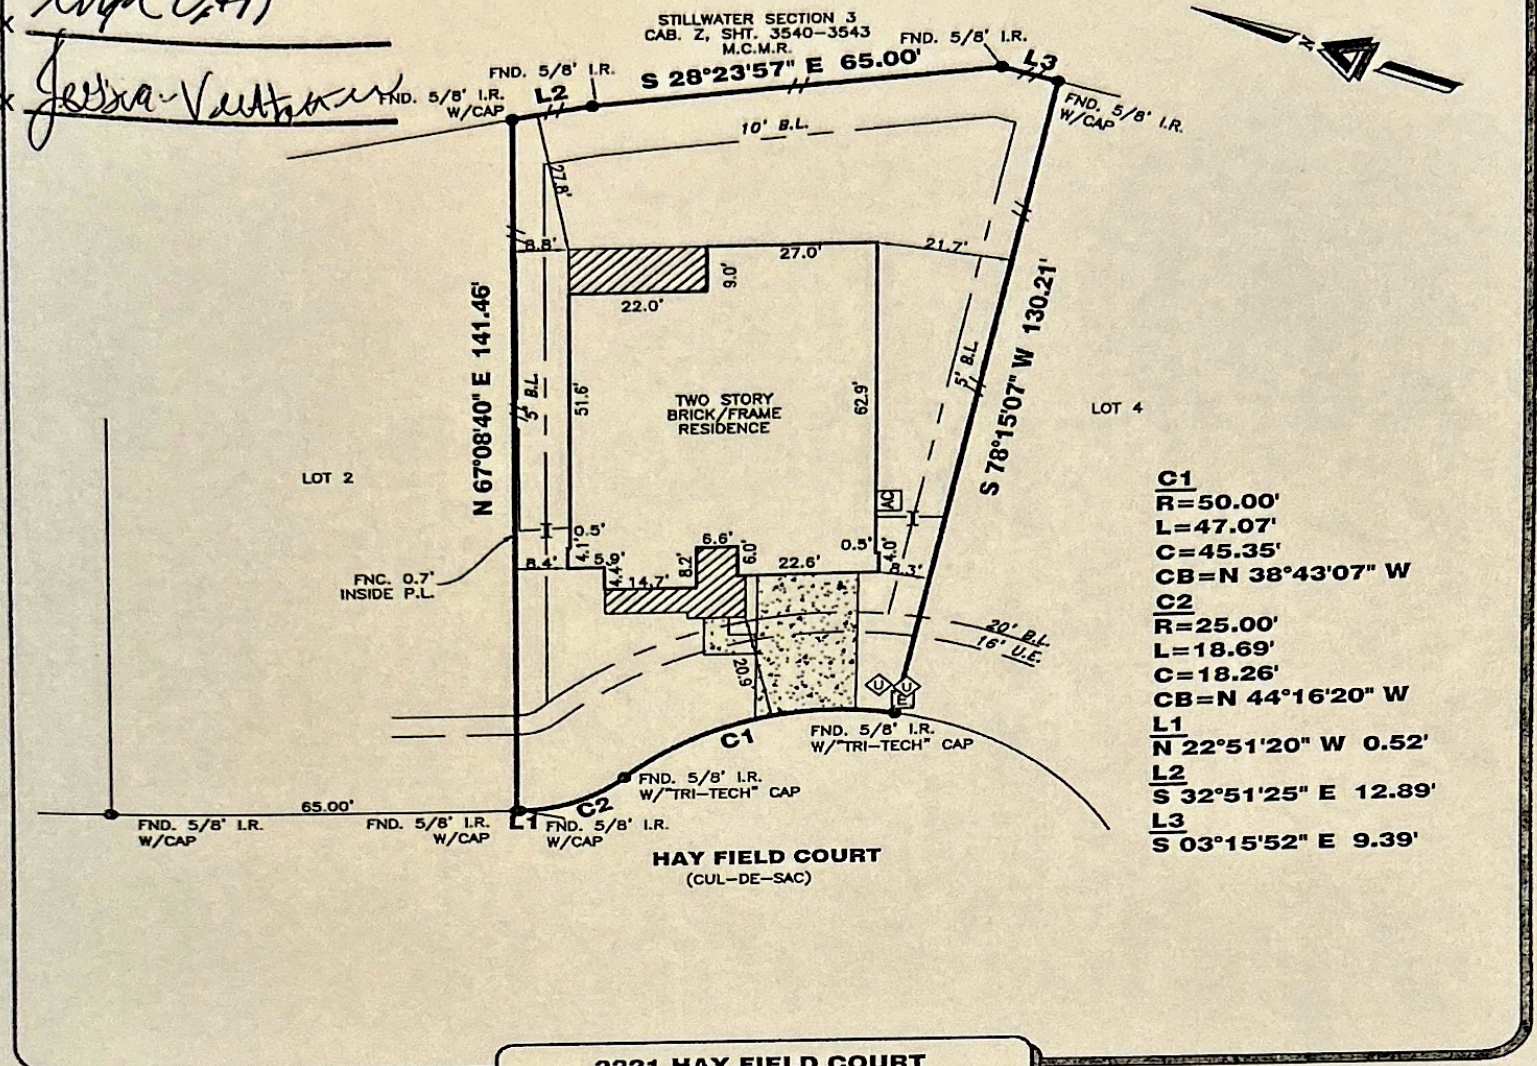 STILLWATER SECTION 3
CAB. Z, SHT. 3540-3543
M.C.M.R.
x
x Jessica
FND. 5/8' I.R.
W/CAP
FND. 5/8' I.R.
L2
S 28°23'57" E 65.00'
FND. 5/8' I.R.
L3
FND. 5/8' I.R.
W/CAP
N
10' B.L.
27.8'
8.8'
22.0'
9.0'
27.0'
21.7'
N 67°08'40" E 141.46'
5' B.L.
51.6'
TWO STORY
BRICK/FRAME
RESIDENCE
62.9'
5' B.L.
S 78°15'07" W 130.21'
LOT 2
LOT 4
AC
FNC. 0.7'
INSIDE P.L.
0.5'
4.1'
8.4'
5.9'
4.4'
14.7'
8.2'
6.6'
6.0'
22.6'
0.5'
4.0'
8.3'
20' B.L.
16' U.E.
20.9
U
U
E
C1
FND. 5/8' I.R.
W/"TRI-TECH" CAP
FND. 5/8' I.R.
W/"TRI-TECH" CAP
C2
65.00'
FND. 5/8' I.R.
W/CAP
FND. 5/8' I.R.
W/CAP
L1
FND. 5/8' I.R.
W/CAP
HAY FIELD COURT
(CUL-DE-SAC)
C1
R=50.00'
L=47.07'
C=45.35'
CB=N 38°43'07" W
C2
R=25.00'
L=18.69'
C=18.26'
CB=N 44°16'20" W
L1
N 22°51'20" W 0.52'
L2
S 32°51'25" E 12.89'
L3
S 03°15'52" E 9.39'
HAY FIELD COURT